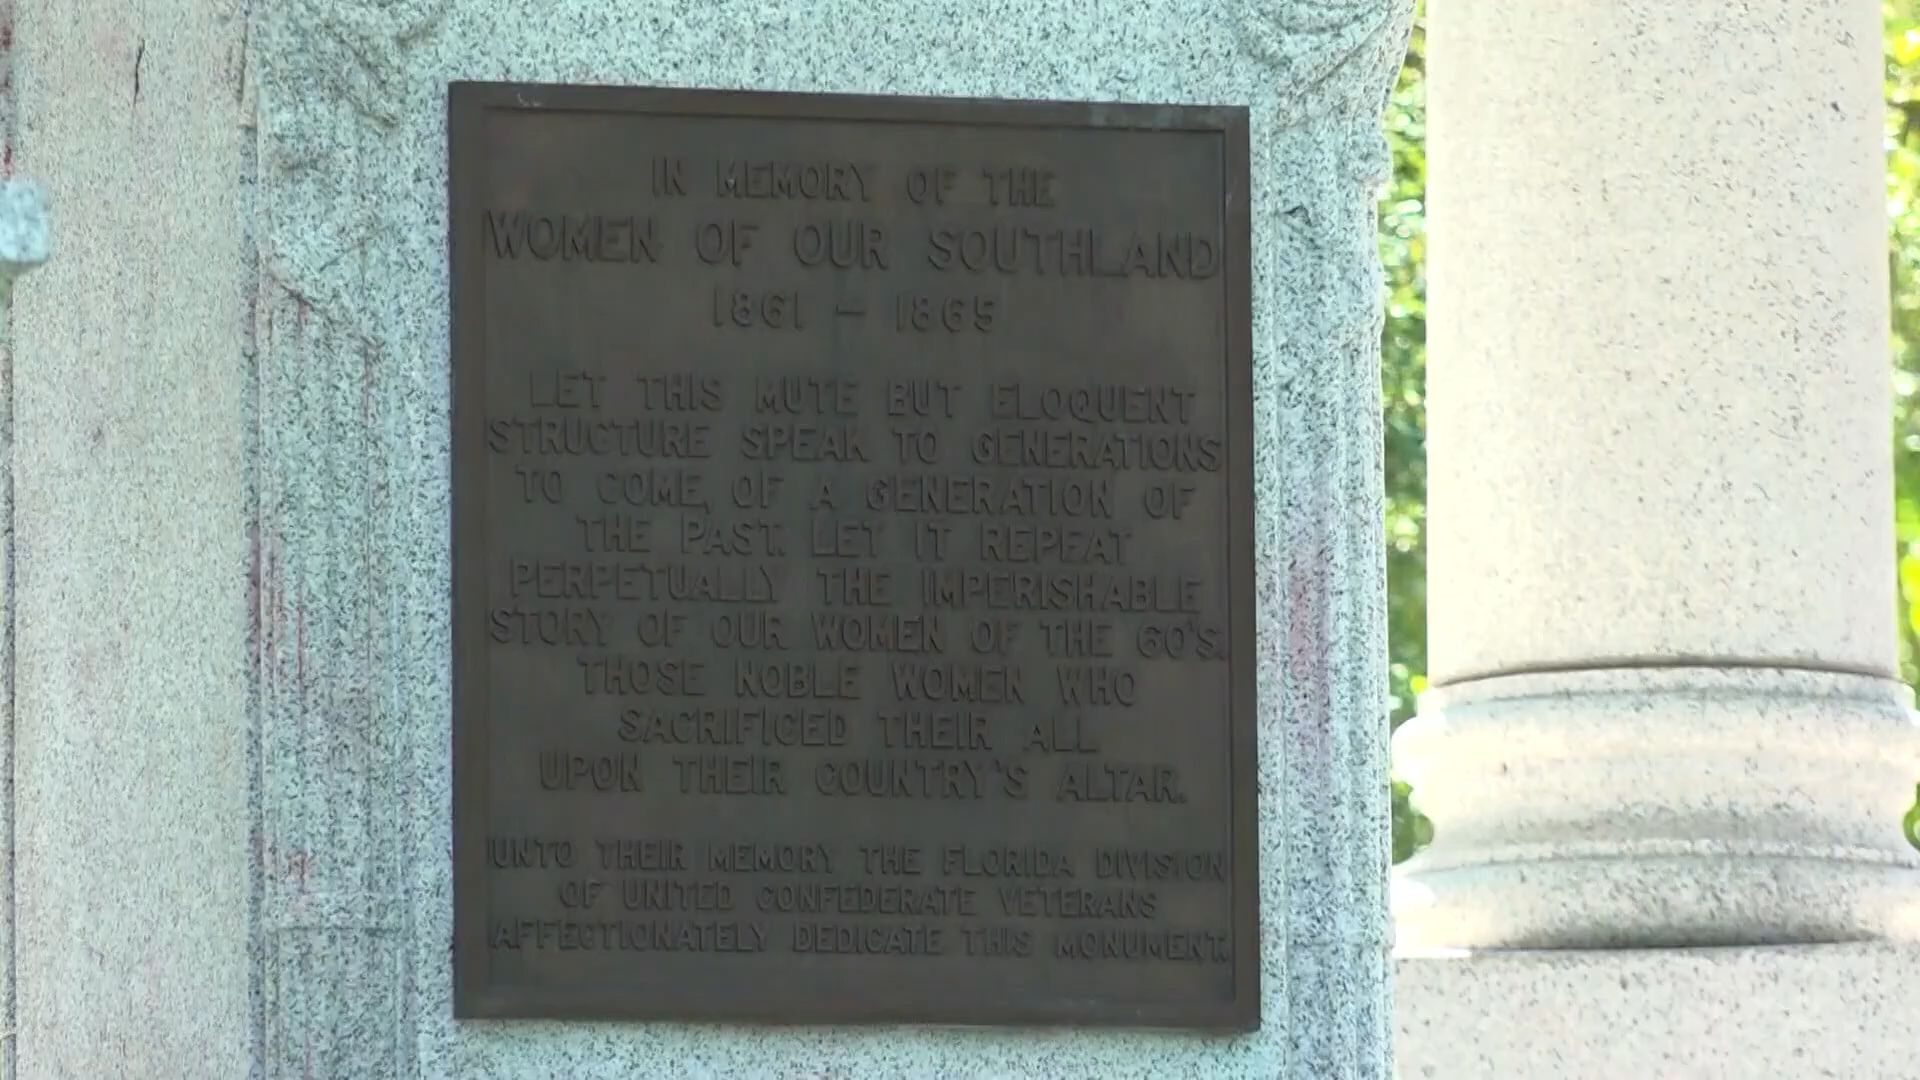 IN MEMORY OF THE
WOMEN OF OUR SOUTHLAND
1861 – 1865
LET THIS MUTE BUT ELOQUENT
STRUCTURE SPEAK TO GENERATIONS
TO COME, OF A GENERATION OF
THE PAST. LET IT REPEAT
PERPETUALLY THE IMPERISHABLE
STORY OF OUR WOMEN OF THE 60'S.
THOSE NOBLE WOMEN WHO
SACRIFICED THEIR ALL
UPON THEIR COUNTRY'S ALTAR.
UNTO THEIR MEMORY THE FLORIDA DIVISION
OF UNITED CONFEDERATE VETERANS
AFFECTIONATELY DEDICATE THIS MONUMENT.